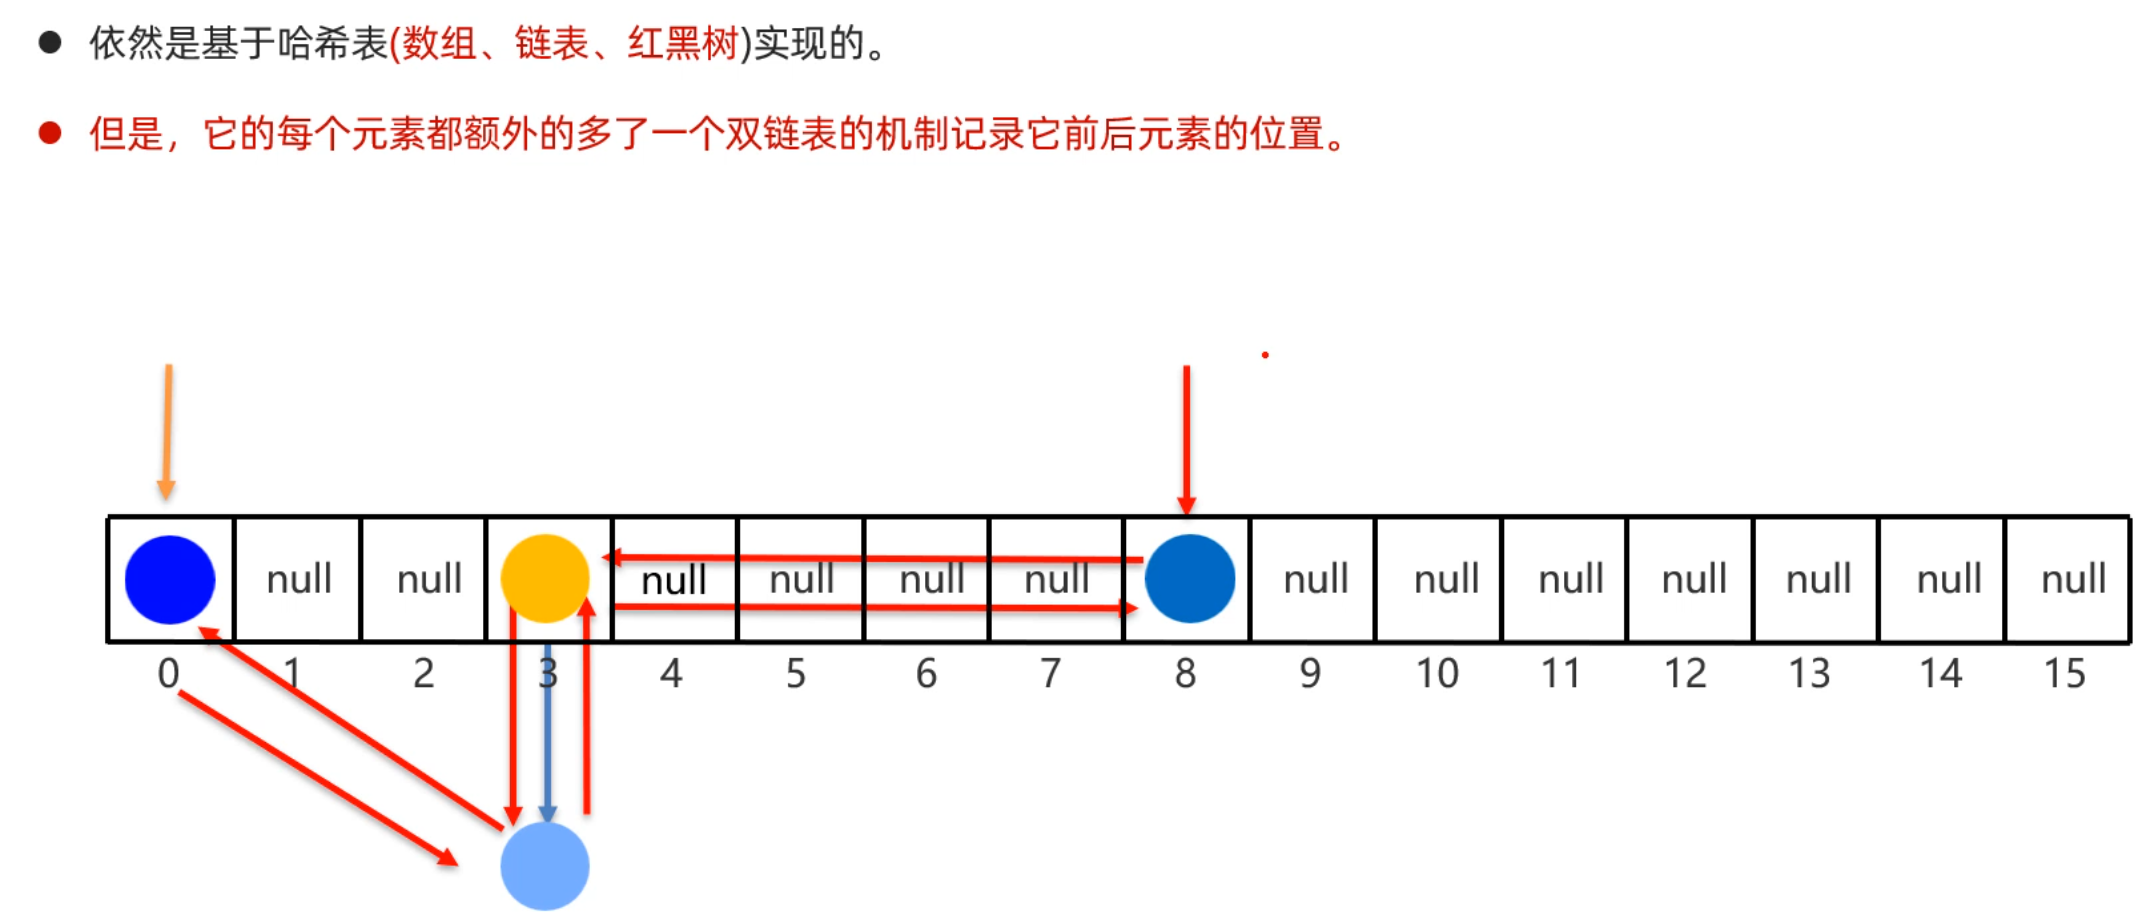 依然是基于哈希表(数组、链表、红黑树)实现的。
但是，它的每个元素都额外的多了一个双链表的机制记录它前后元素的位置。
null null null null null null null null null null null null null
0 1 2 3 4 5 6 7 8 9 10 11 12 13 14 15